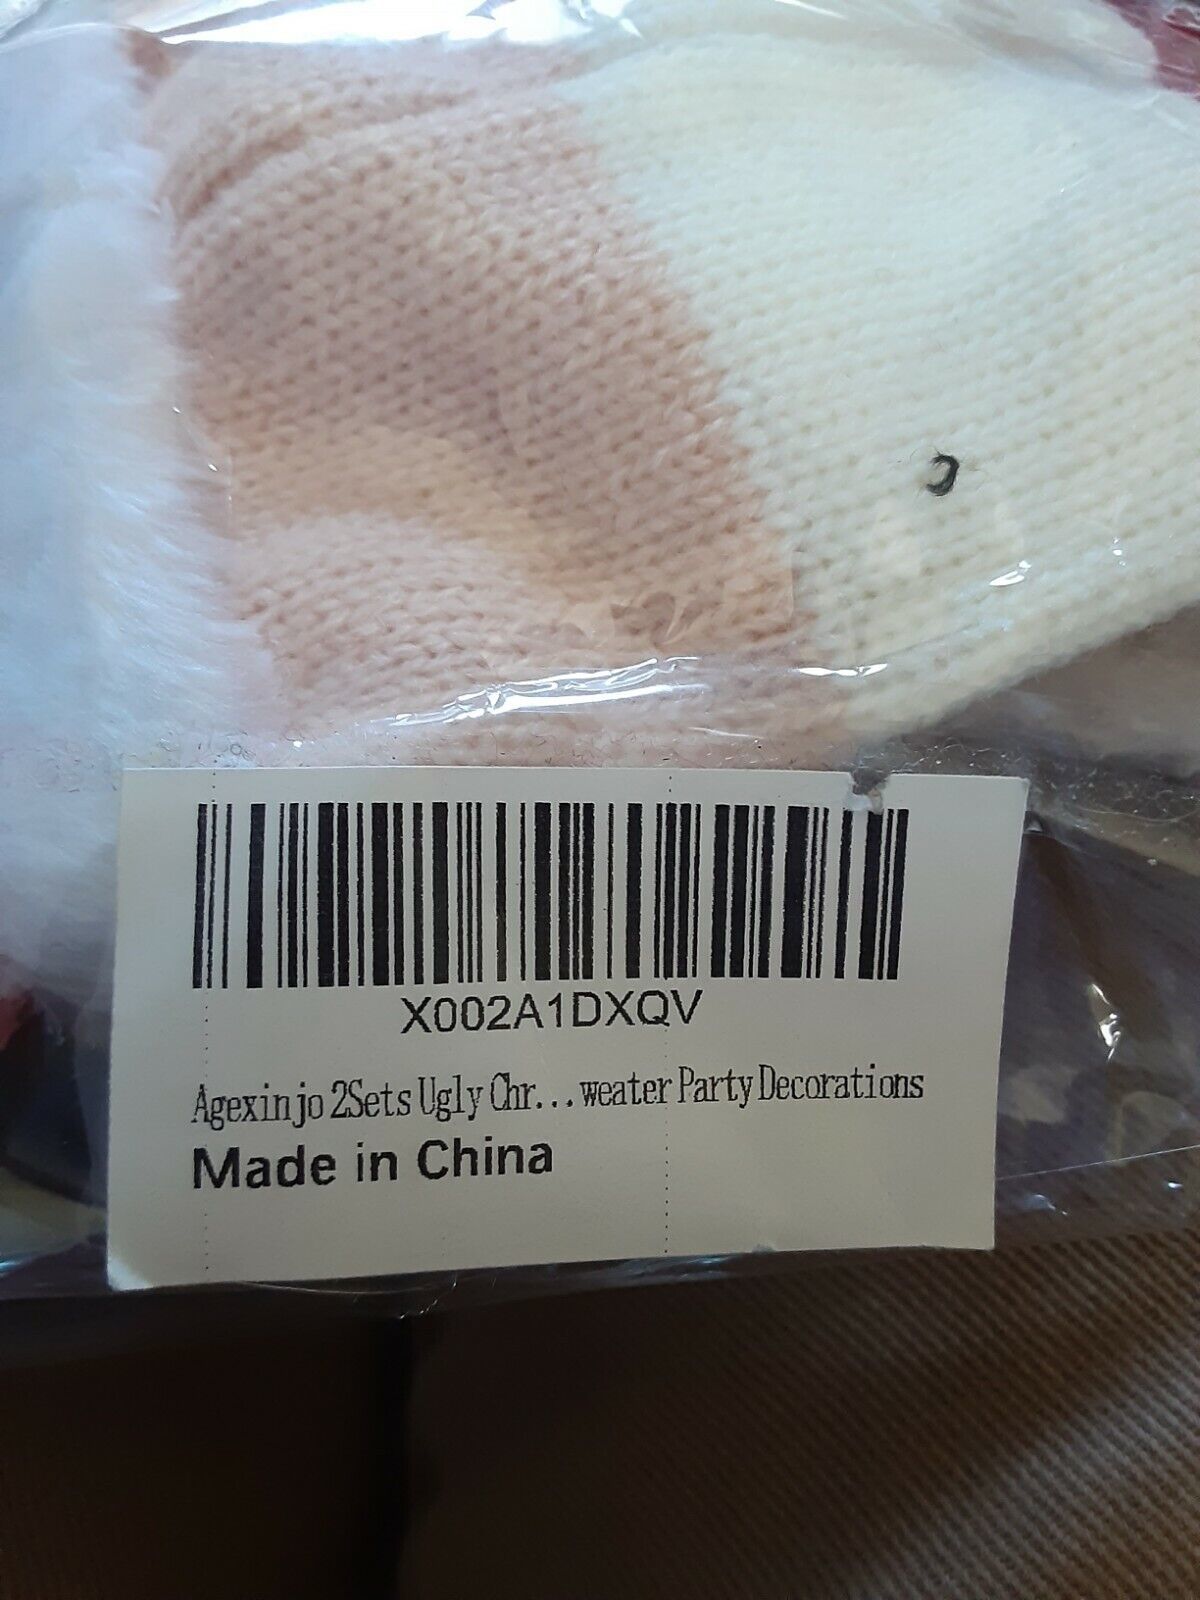 X002A1DXQV
Agexinjo 2Sets Ugly Chr...weater Party Decorations
Made in China